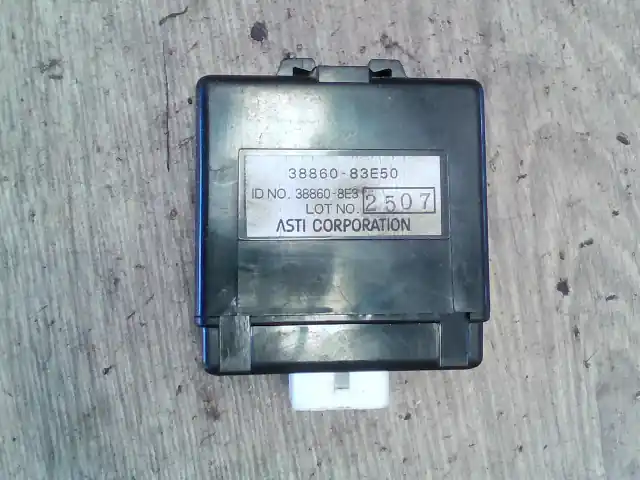 38860-83E50
ID NO. 38860-8E3
LOT NO. 2507
ASTI CORPORATION